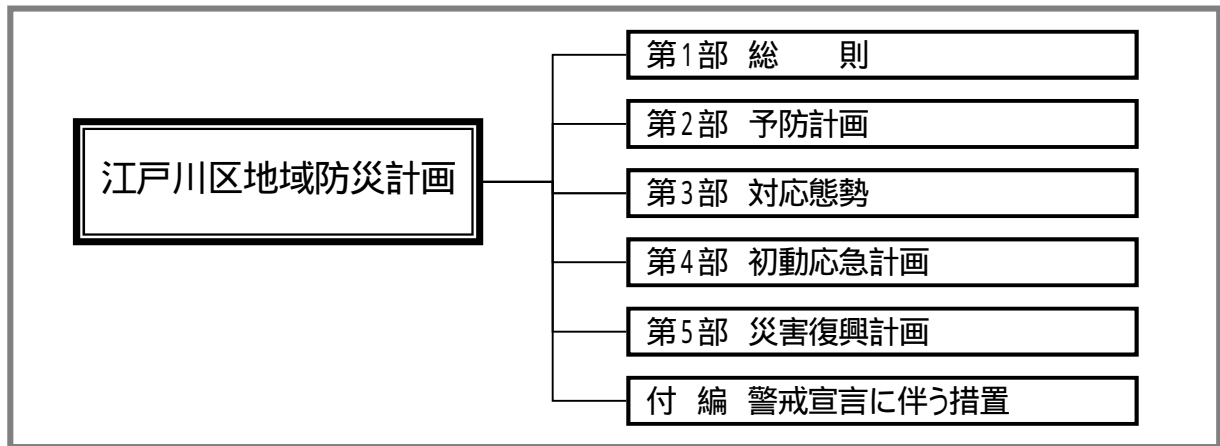 江戸川区地域防災計画
第1部 総　　則
第2部 予防計画
第3部 対応態勢
第4部 初動応急計画
第5部 災害復興計画
付　編 警戒宣言に伴う措置